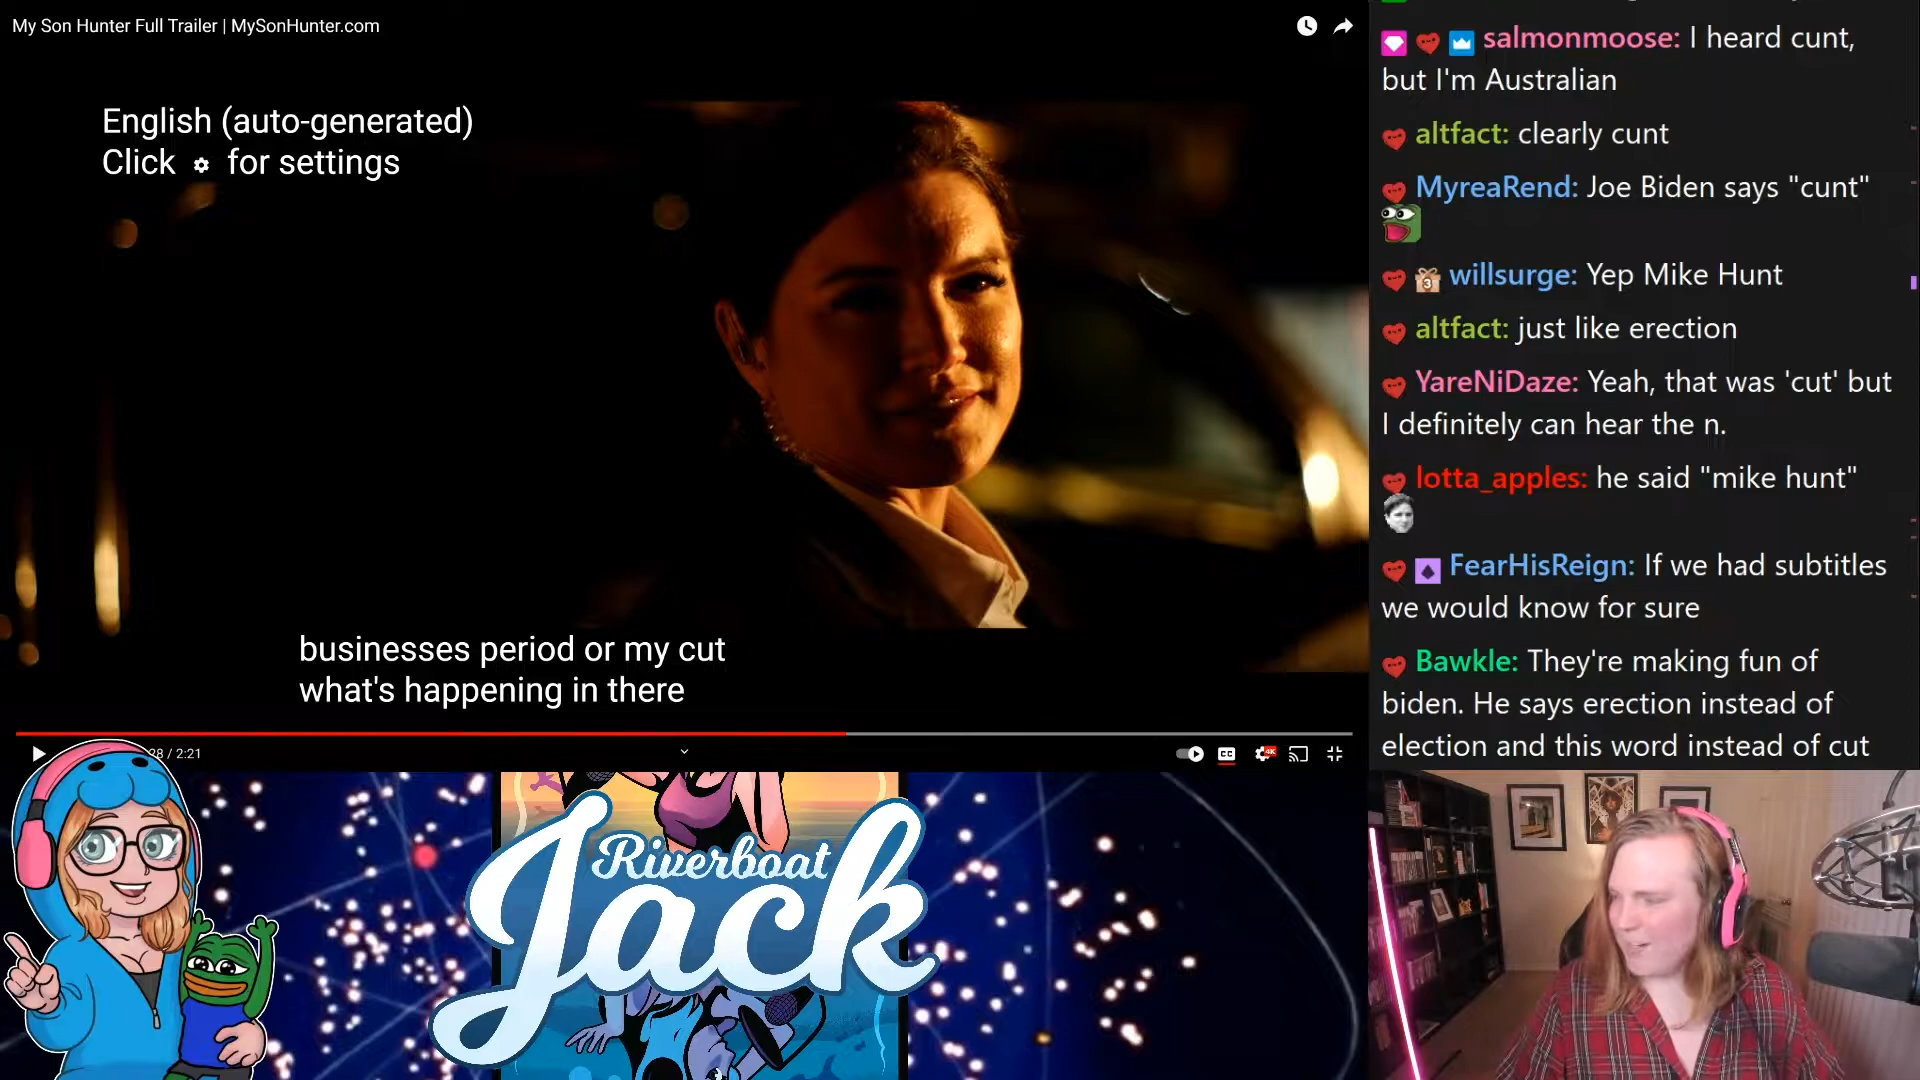 My Son Hunter Full Trailer | MySonHunter.com
English (auto-generated)
Click for settings
businesses period or my cut
what's happening in there
28 / 2:21
CC
4K
Riverboat
Jack
salmonmoose: I heard cunt,
but I'm Australian
altfact: clearly cunt
MyreaRend: Joe Biden says "cunt"
3 willsurge: Yep Mike Hunt
altfact: just like erection
YareNiDaze: Yeah, that was 'cut' but
I definitely can hear the n.
lotta_apples: he said "mike hunt"
FearHisReign: If we had subtitles
we would know for sure
Bawkle: They're making fun of
biden. He says erection instead of
election and this word instead of cut